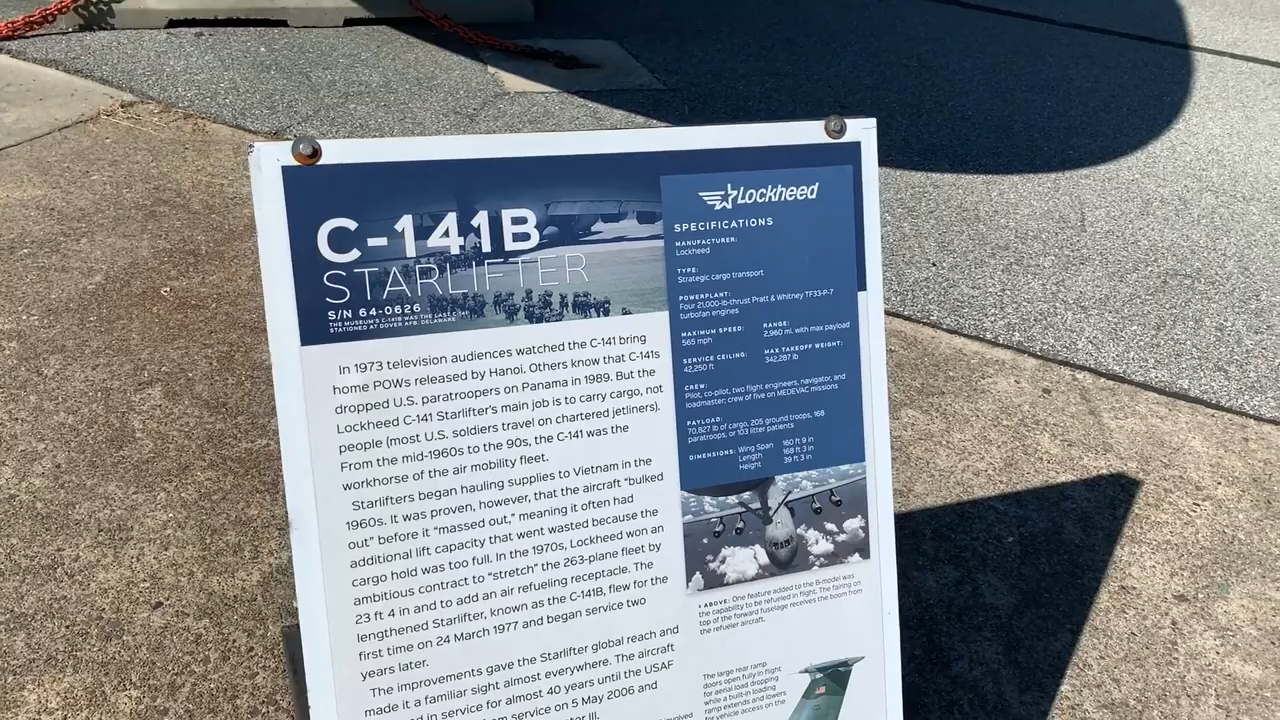 C-141B
STARLIFTER
S/N 64-0626
THE MUSEUM'S C-141B WAS THE LAST C-141
STATIONED AT DOVER AFB, DELAWARE
In 1973 television audiences watched the C-141 bring
home POWs released by Hanoi. Others know that C-141s
dropped U.S. paratroopers on Panama in 1989. But the
Lockheed C-141 Starlifter's main job is to carry cargo, not
people (most U.S. soldiers travel on chartered jetliners).
From the mid-1960s to the 90s, the C-141 was the
workhorse of the air mobility fleet.
Starlifters began hauling supplies to Vietnam in the
1960s. It was proven, however, that the aircraft "bulked
out" before it "massed out," meaning it often had
additional lift capacity that went wasted because the
cargo hold was too full. In the 1970s, Lockheed won an
ambitious contract to "stretch" the 263-plane fleet by
23 ft 4 in and to add an air refueling receptacle. The
lengthened Starlifter, known as the C-141B, flew for the
first time on 24 March 1977 and began service two
years later.
The improvements gave the Starlifter global reach and
made it a familiar sight almost everywhere. The aircraft
in service for almost 40 years until the USAF
service on 5 May 2006 and
III.
Lockheed
SPECIFICATIONS
MANUFACTURER:
Lockheed
TYPE:
Strategic cargo transport
POWERPLANT:
Four 21,000-lb-thrust Pratt & Whitney TF33-P-7
turbofan engines
MAXIMUM SPEED:
565 mph
RANGE:
2,960 mi. with max payload
SERVICE CEILING:
42,250 ft
MAX TAKEOFF WEIGHT:
342,287 lb
CREW:
Pilot, co-pilot, two flight engineers, navigator, and
loadmaster; crew of five on MEDEVAC missions
PAYLOAD:
70,827 lb of cargo, 205 ground troops, 168
paratroops, or 103 litter patients
DIMENSIONS: Wing Span 160 ft 9 in
Length 168 ft 3 in
Height 39 ft 3 in
ABOVE: One feature added to the B-model was
the capability to be refueled in flight. The fairing on
top of the forward fuselage receives the boom from
the refueler aircraft.
The large rear ramp
doors open fully in flight
for aerial load dropping
while a built-in loading
ramp extends and lowers
for vehicle access on the